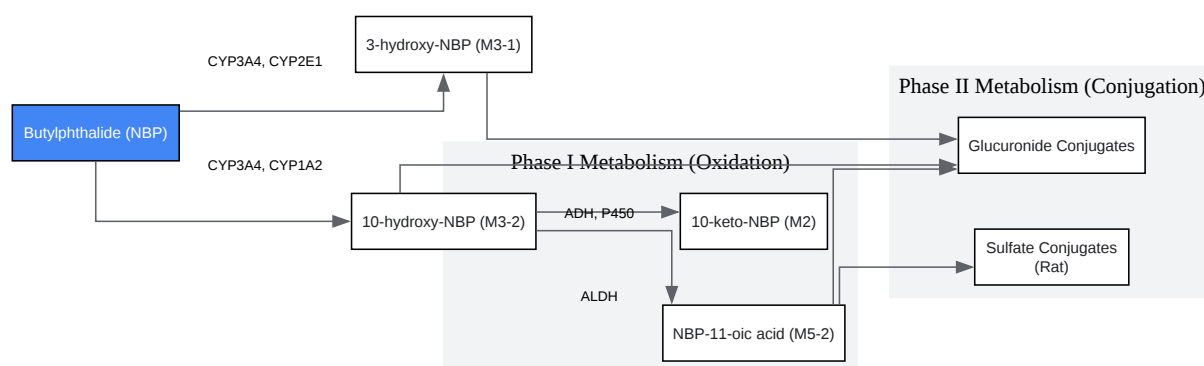 3-hydroxy-NBP (M3-1)
CYP3A4, CYP2E1
Phase II Metabolism (Conjugation)
Butylphthalide (NBP)
Glucuronide Conjugates
CYP3A4, CYP1A2
Phase I Metabolism (Oxidation)
10-hydroxy-NBP (M3-2)
ADH, P450
10-keto-NBP (M2)
Sulfate Conjugates
(Rat)
ALDH
NBP-11-oic acid (M5-2)